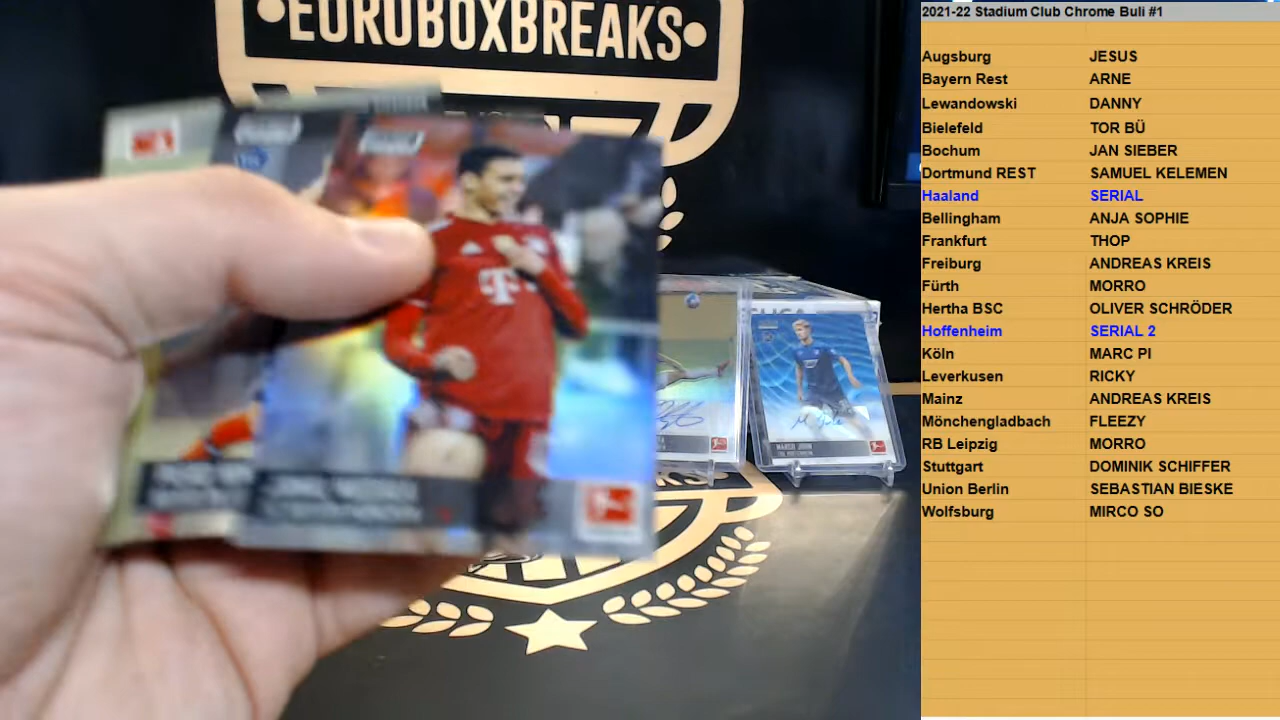 EUROBOXBREAKS
T
MARCO JOHN
2021-22 Stadium Club Chrome Buli #1
Augsburg JESUS
Bayern Rest ARNE
Lewandowski DANNY
Bielefeld TOR BÜ
Bochum JAN SIEBER
Dortmund REST SAMUEL KELEMEN
Haaland SERIAL
Bellingham ANJA SOPHIE
Frankfurt THOP
Freiburg ANDREAS KREIS
Fürth MORRO
Hertha BSC OLIVER SCHRÖDER
Hoffenheim SERIAL 2
Köln MARC PI
Leverkusen RICKY
Mainz ANDREAS KREIS
Mönchengladbach FLEEZY
RB Leipzig MORRO
Stuttgart DOMINIK SCHIFFER
Union Berlin SEBASTIAN BIESKE
Wolfsburg MIRCO SO